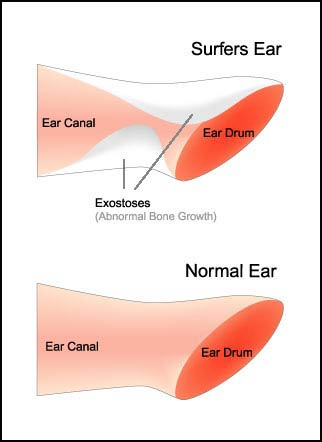 Surfers Ear
Ear Canal
Ear Drum
Exostoses
(Abnormal Bone Growth)
Normal Ear
Ear Canal
Ear Drum